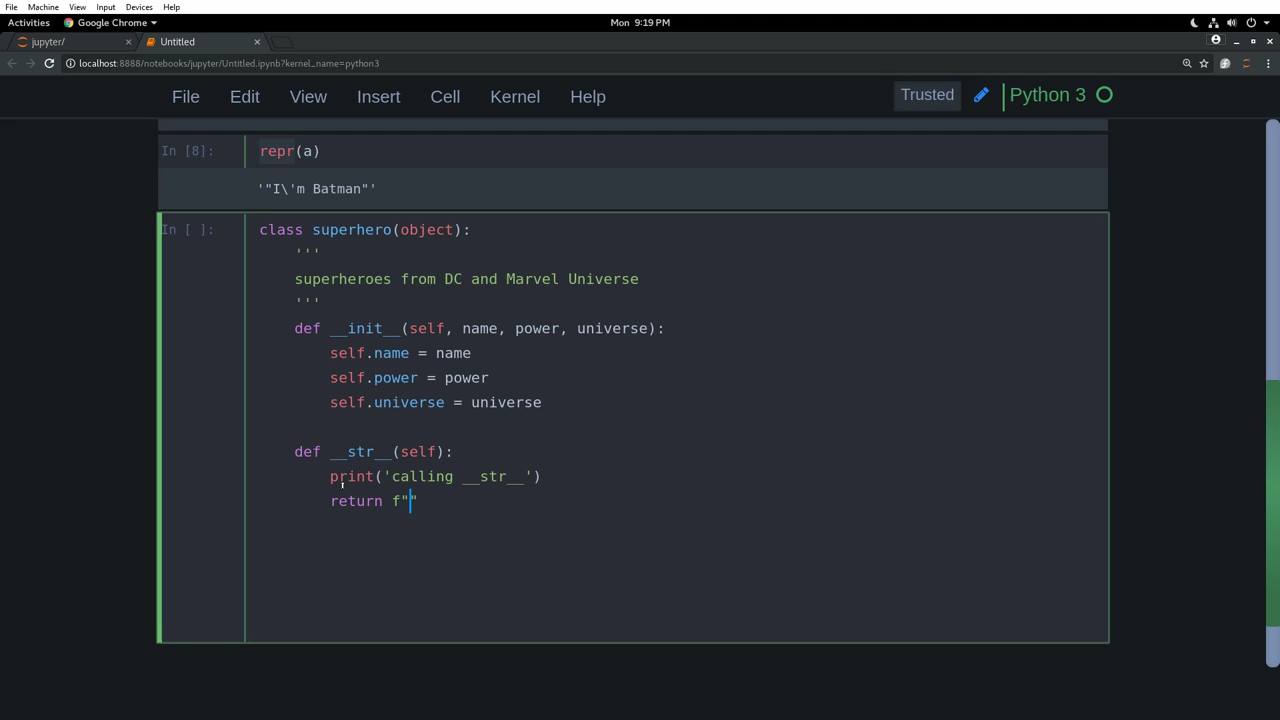 File Machine View Input Devices Help
Activities Google Chrome Mon 9:19 PM
jupyter/ Untitled
localhost:8888/notebooks/jupyter/Untitled.ipynb?kernel_name=python3
File Edit View Insert Cell Kernel Help Trusted Python 3
In [8]: repr(a)
'"I\'m Batman"'
In [ ]: class superhero(object):
'''
superheroes from DC and Marvel Universe
'''
def __init__(self, name, power, universe):
self.name = name
self.power = power
self.universe = universe
def __str__(self):
print('calling __str__')
return f""